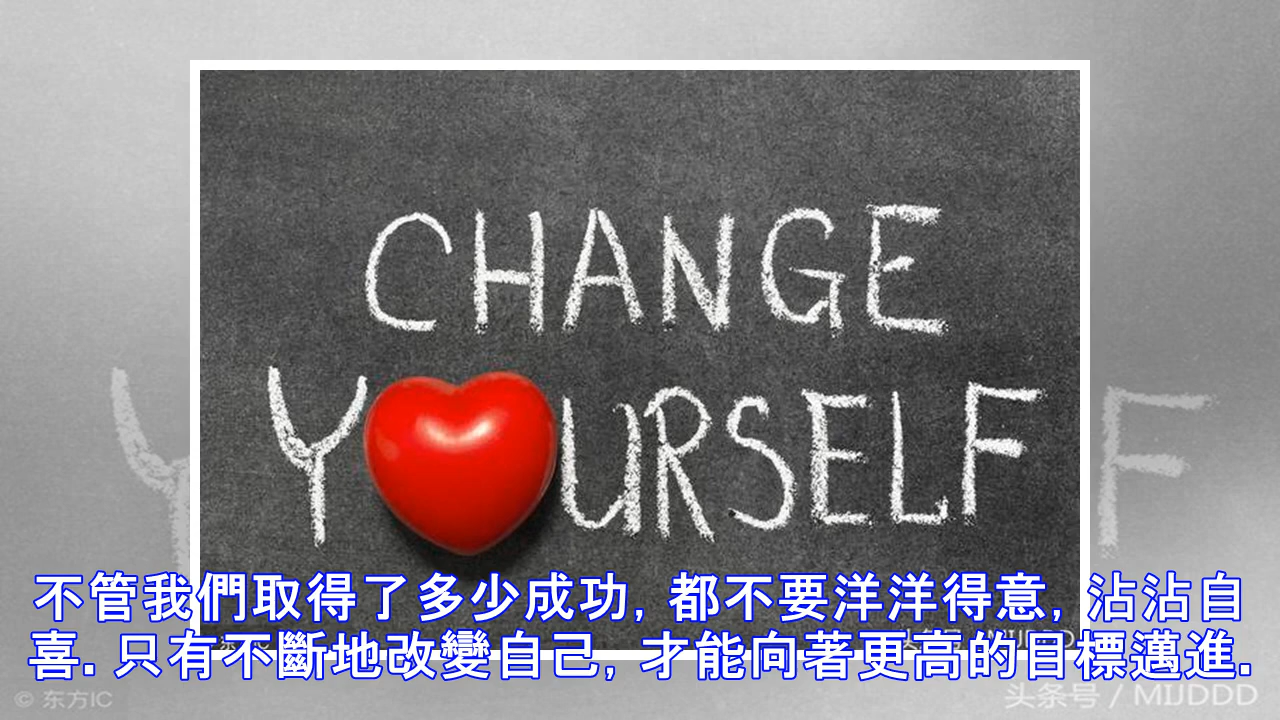 CHANGE
Y❤URSELF
不管我們取得了多少成功, 都不要洋洋得意, 沾沾自
喜. 只有不斷地改變自己, 才能向著更高的目標邁進.
© 东方IC
头条号 / MIJDDD